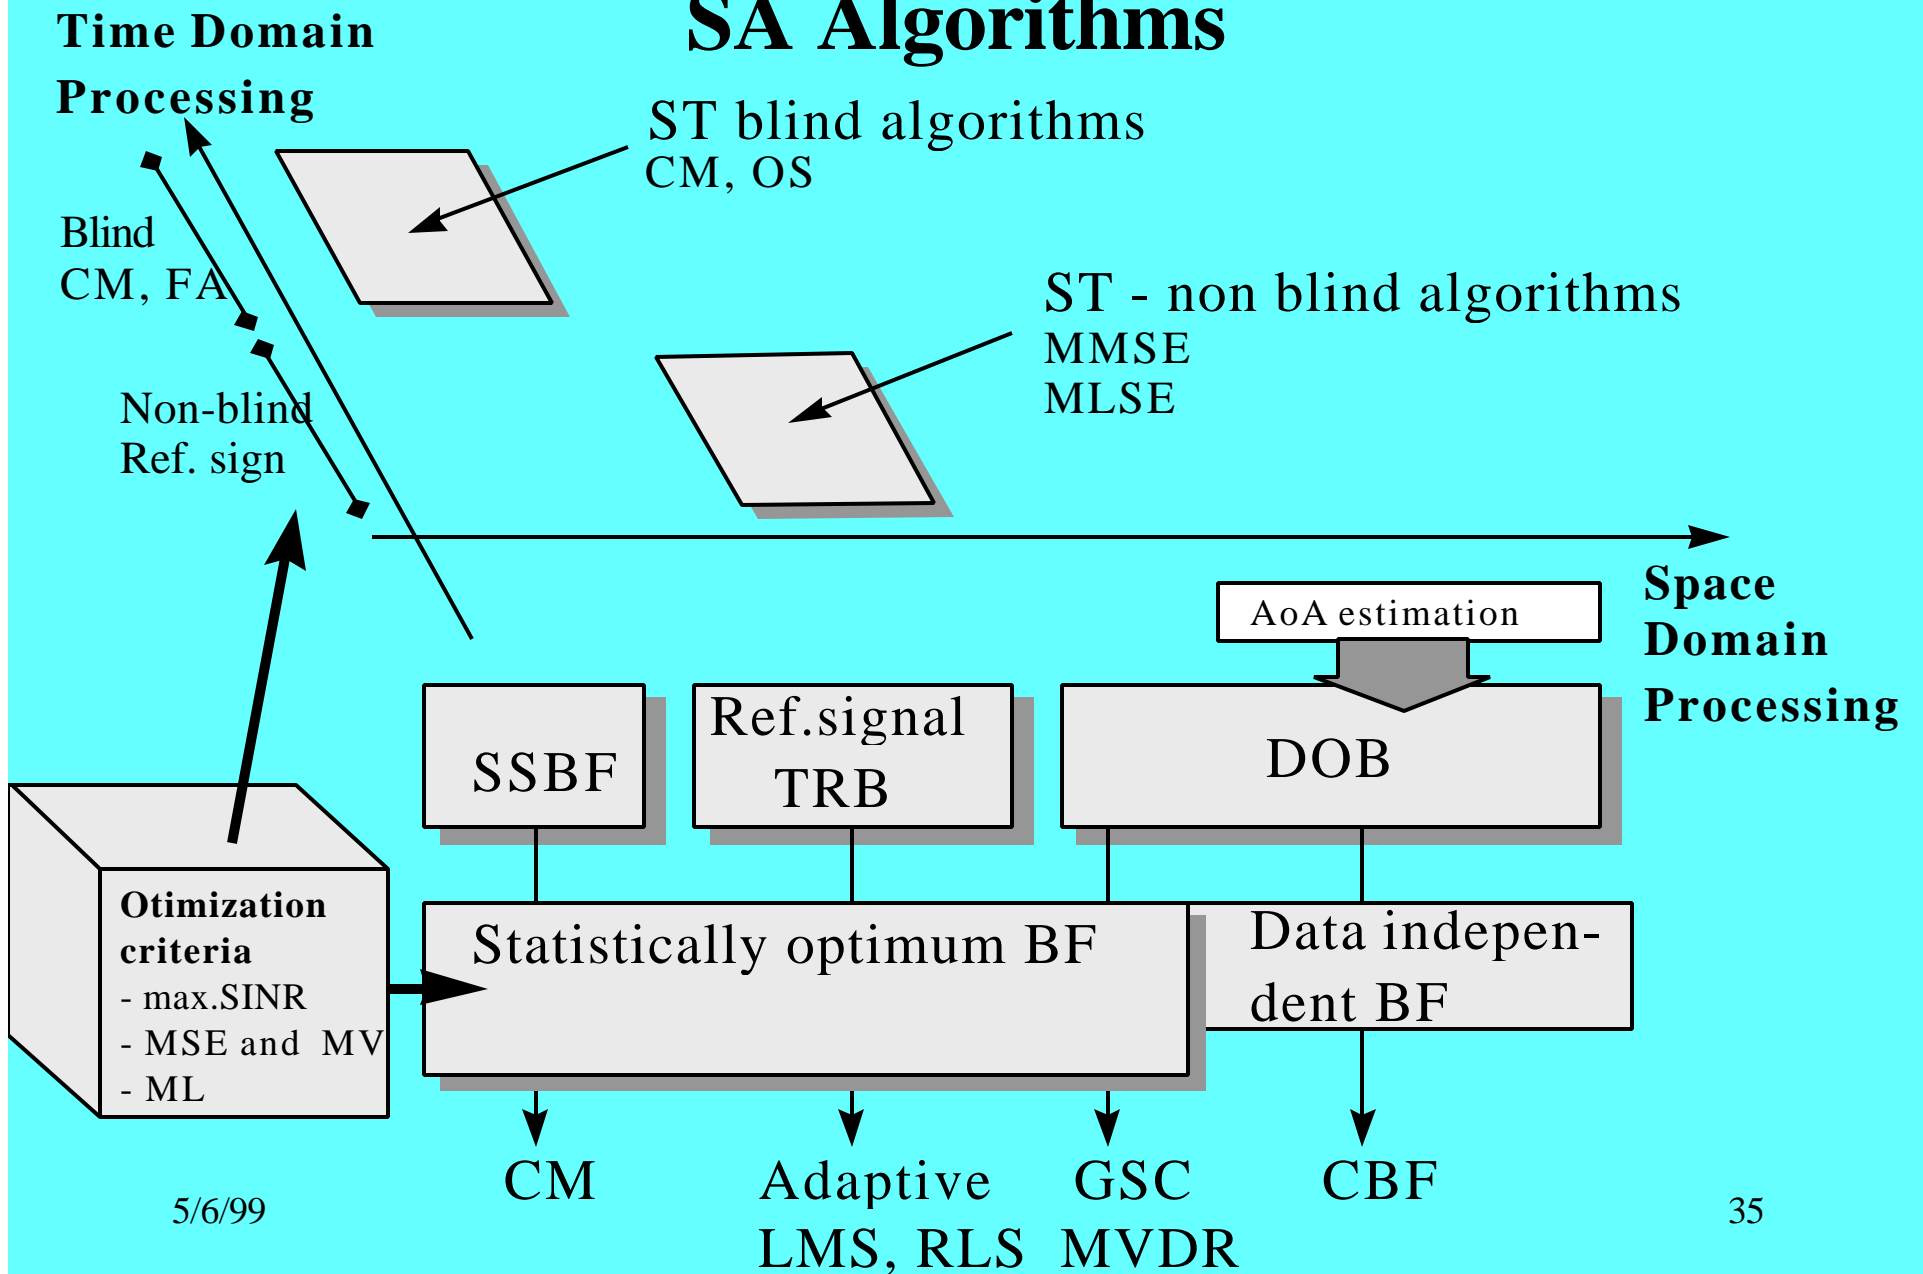 SA Algorithms
Time Domain
Processing
ST blind algorithms
CM, OS
Blind
CM, FA
ST - non blind algorithms
MMSE
MLSE
Non-blind
Ref. sign
Space
Domain
Processing
AoA estimation
SSBF
Ref.signal
TRB
DOB
Otimization
criteria
- max.SINR
- MSE and MV
- ML
Statistically optimum BF
Data indepen-
dent BF
CM
Adaptive
LMS, RLS
GSC
MVDR
CBF
5/6/99
35